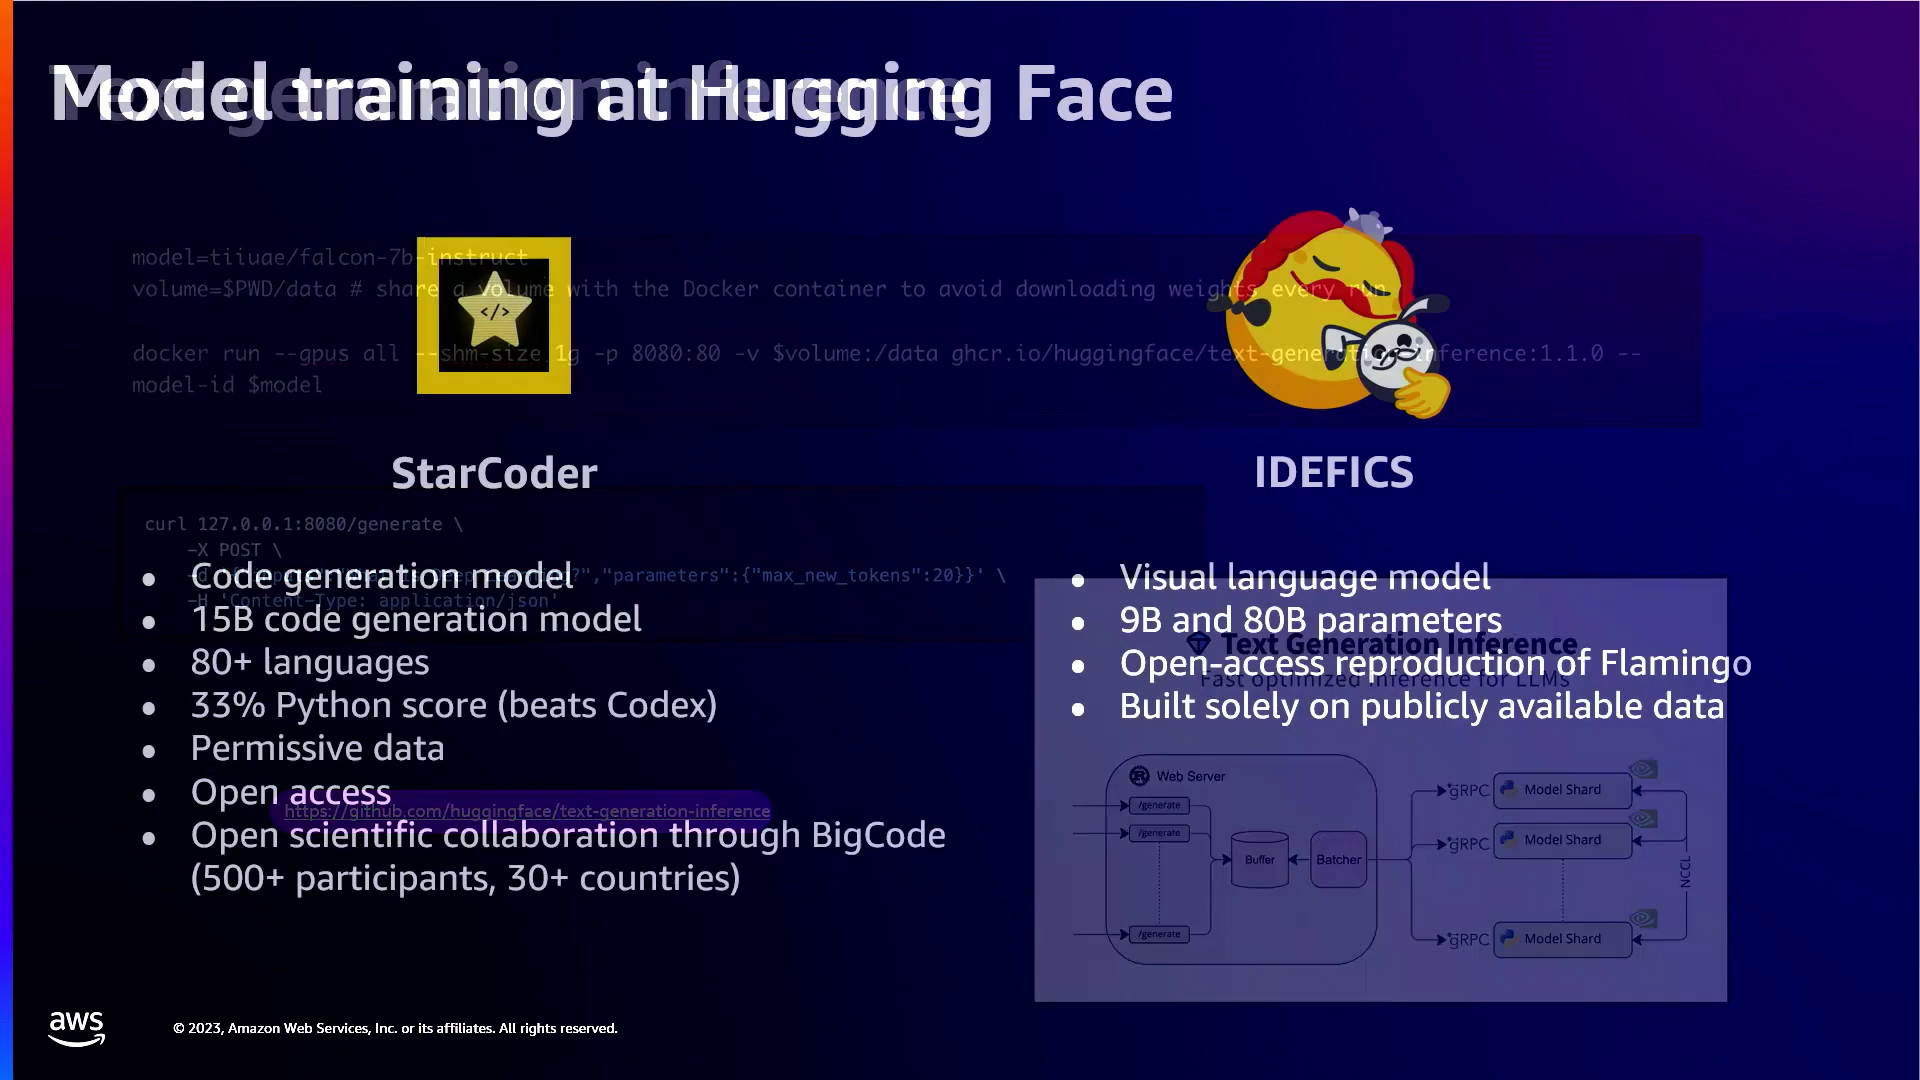 Model training at Hugging Face
Text generation inference
model=tiiuae/falcon-7b-instruct
volume=$PWD/data # share a volume with the Docker container to avoid downloading weights every run
docker run --gpus all --shm-size 1g -p 8080:80 -v $volume:/data ghcr.io/huggingface/text-generation-inference:1.1.0 --
model-id $model
</>
StarCoder
IDEFICS
curl 127.0.0.1:8080/generate \
-X POST \
"parameters":{"max_new_tokens":20}}' \
-H 'Content-Type: application/json'
• Code generation model
• 15B code generation model
• 80+ languages
• 33% Python score (beats Codex)
• Permissive data
• Open access
• Open scientific collaboration through BigCode
(500+ participants, 30+ countries)
https://github.com/huggingface/text-generation-inference
• Visual language model
• 9B and 80B parameters
• Open-access reproduction of Flamingo
• Built solely on publicly available data
Text Generation Inference
Fast optimized inference for LLMs
Web Server
/generate
/generate
/generate
Buffer
Batcher
gRPC
Model Shard
gRPC
Model Shard
gRPC
Model Shard
NCCL
aws
© 2023, Amazon Web Services, Inc. or its affiliates. All rights reserved.